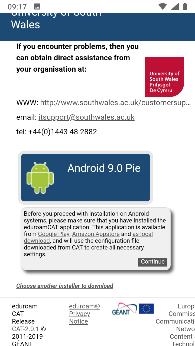 09:17
University of South
Wales
If you encounter problems, then you
can obtain direct assistance from
your organisation at:
University of
South Wales
Prifysgol
De Cymru
WWW: http://www.southwales.ac.uk/customersup...
email: itsupport@southwales.ac.uk
tel: +44(0)1443 48 2882
Android 9.0 Pie
Before you proceed with installation on Android
systems, please make sure that you have installed the
eduroamCAT application. This application is available
from Google Play, Amazon Appstore and as local
download, and will use the configuration file
downloaded from CAT to create all necessary
settings.
Continue
Choose another installer to download
eduroam
CAT
Release
CAT-2.0.1 ©
2011-2019
GÉANT
eduroam®
Privacy
Notice
GÉANT
Europ
Commiss
Communicati
Netwo
Content
Technol